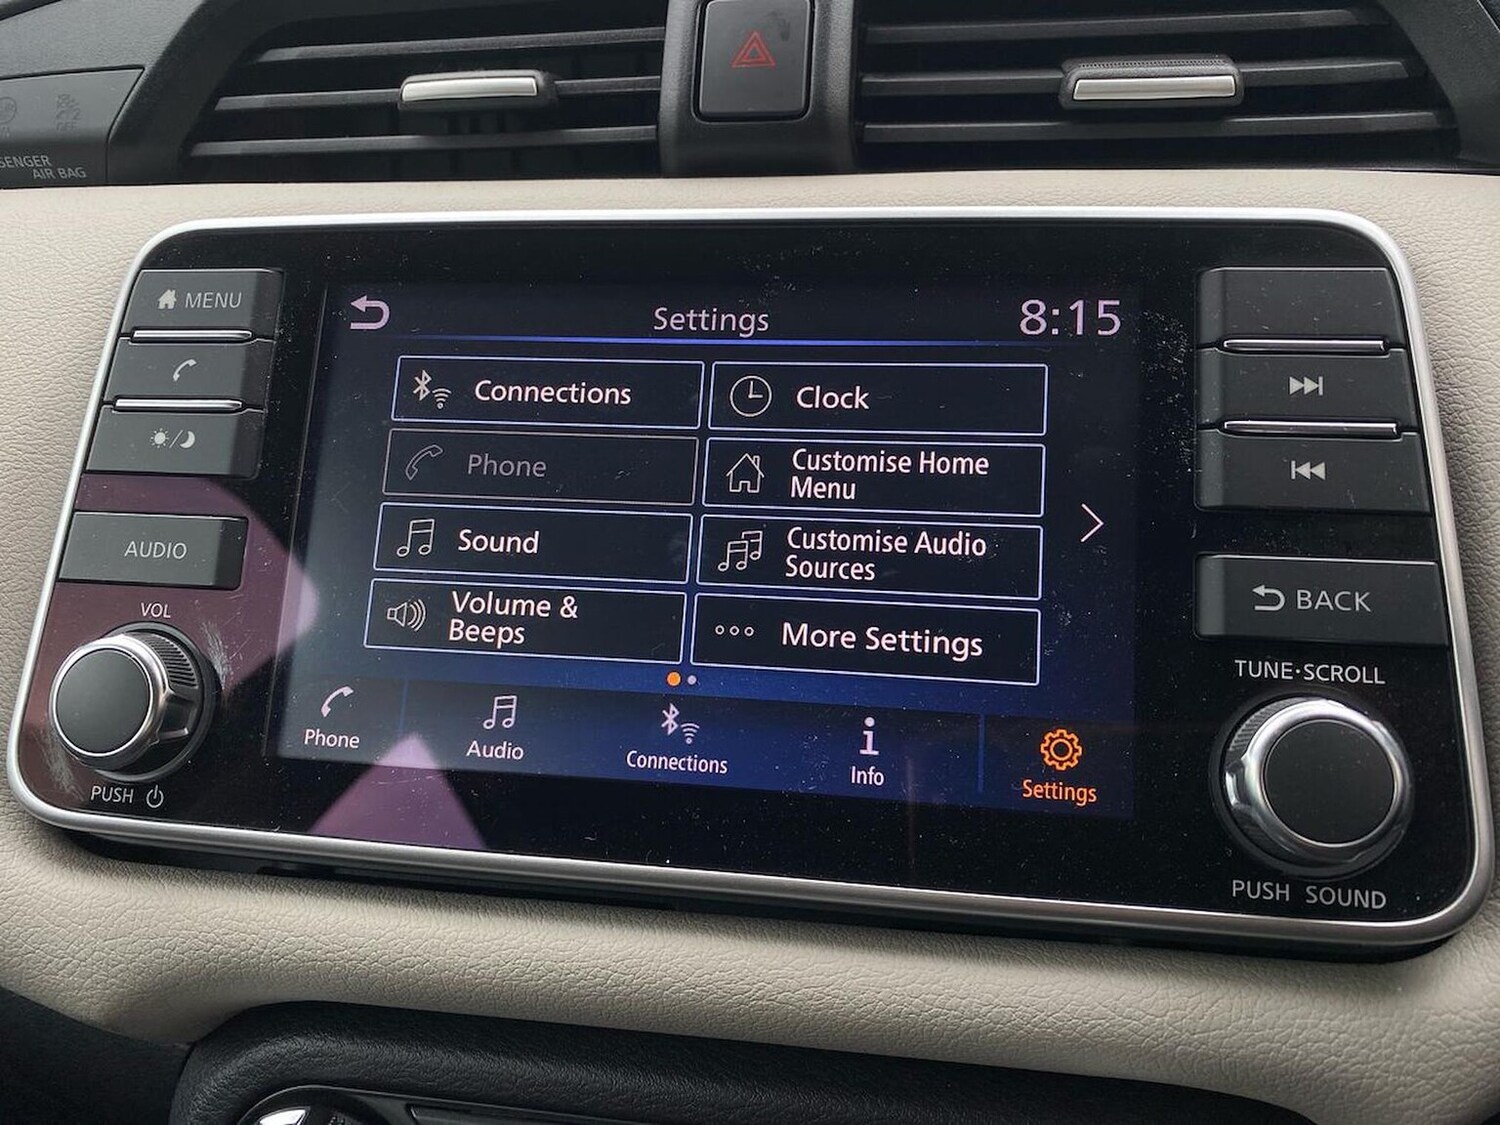 SENGER
AIR BAG
MENU
AUDIO
VOL
PUSH
Settings
8:15
Connections
Clock
Phone
Customise Home
Menu
Sound
Customise Audio
Sources
Volume &
Beeps
More Settings
Phone
Audio
Connections
Info
Settings
BACK
TUNE·SCROLL
PUSH SOUND